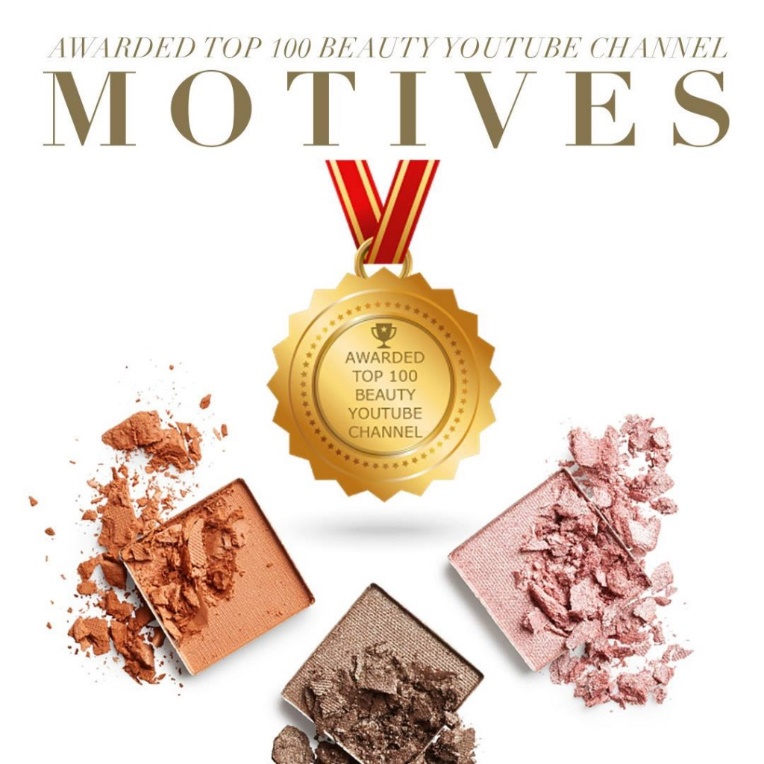 AWARDED TOP 100 BEAUTY YOUTUBE CHANNEL
MOTIVES
AWARDED
TOP 100
BEAUTY
YOUTUBE
CHANNEL